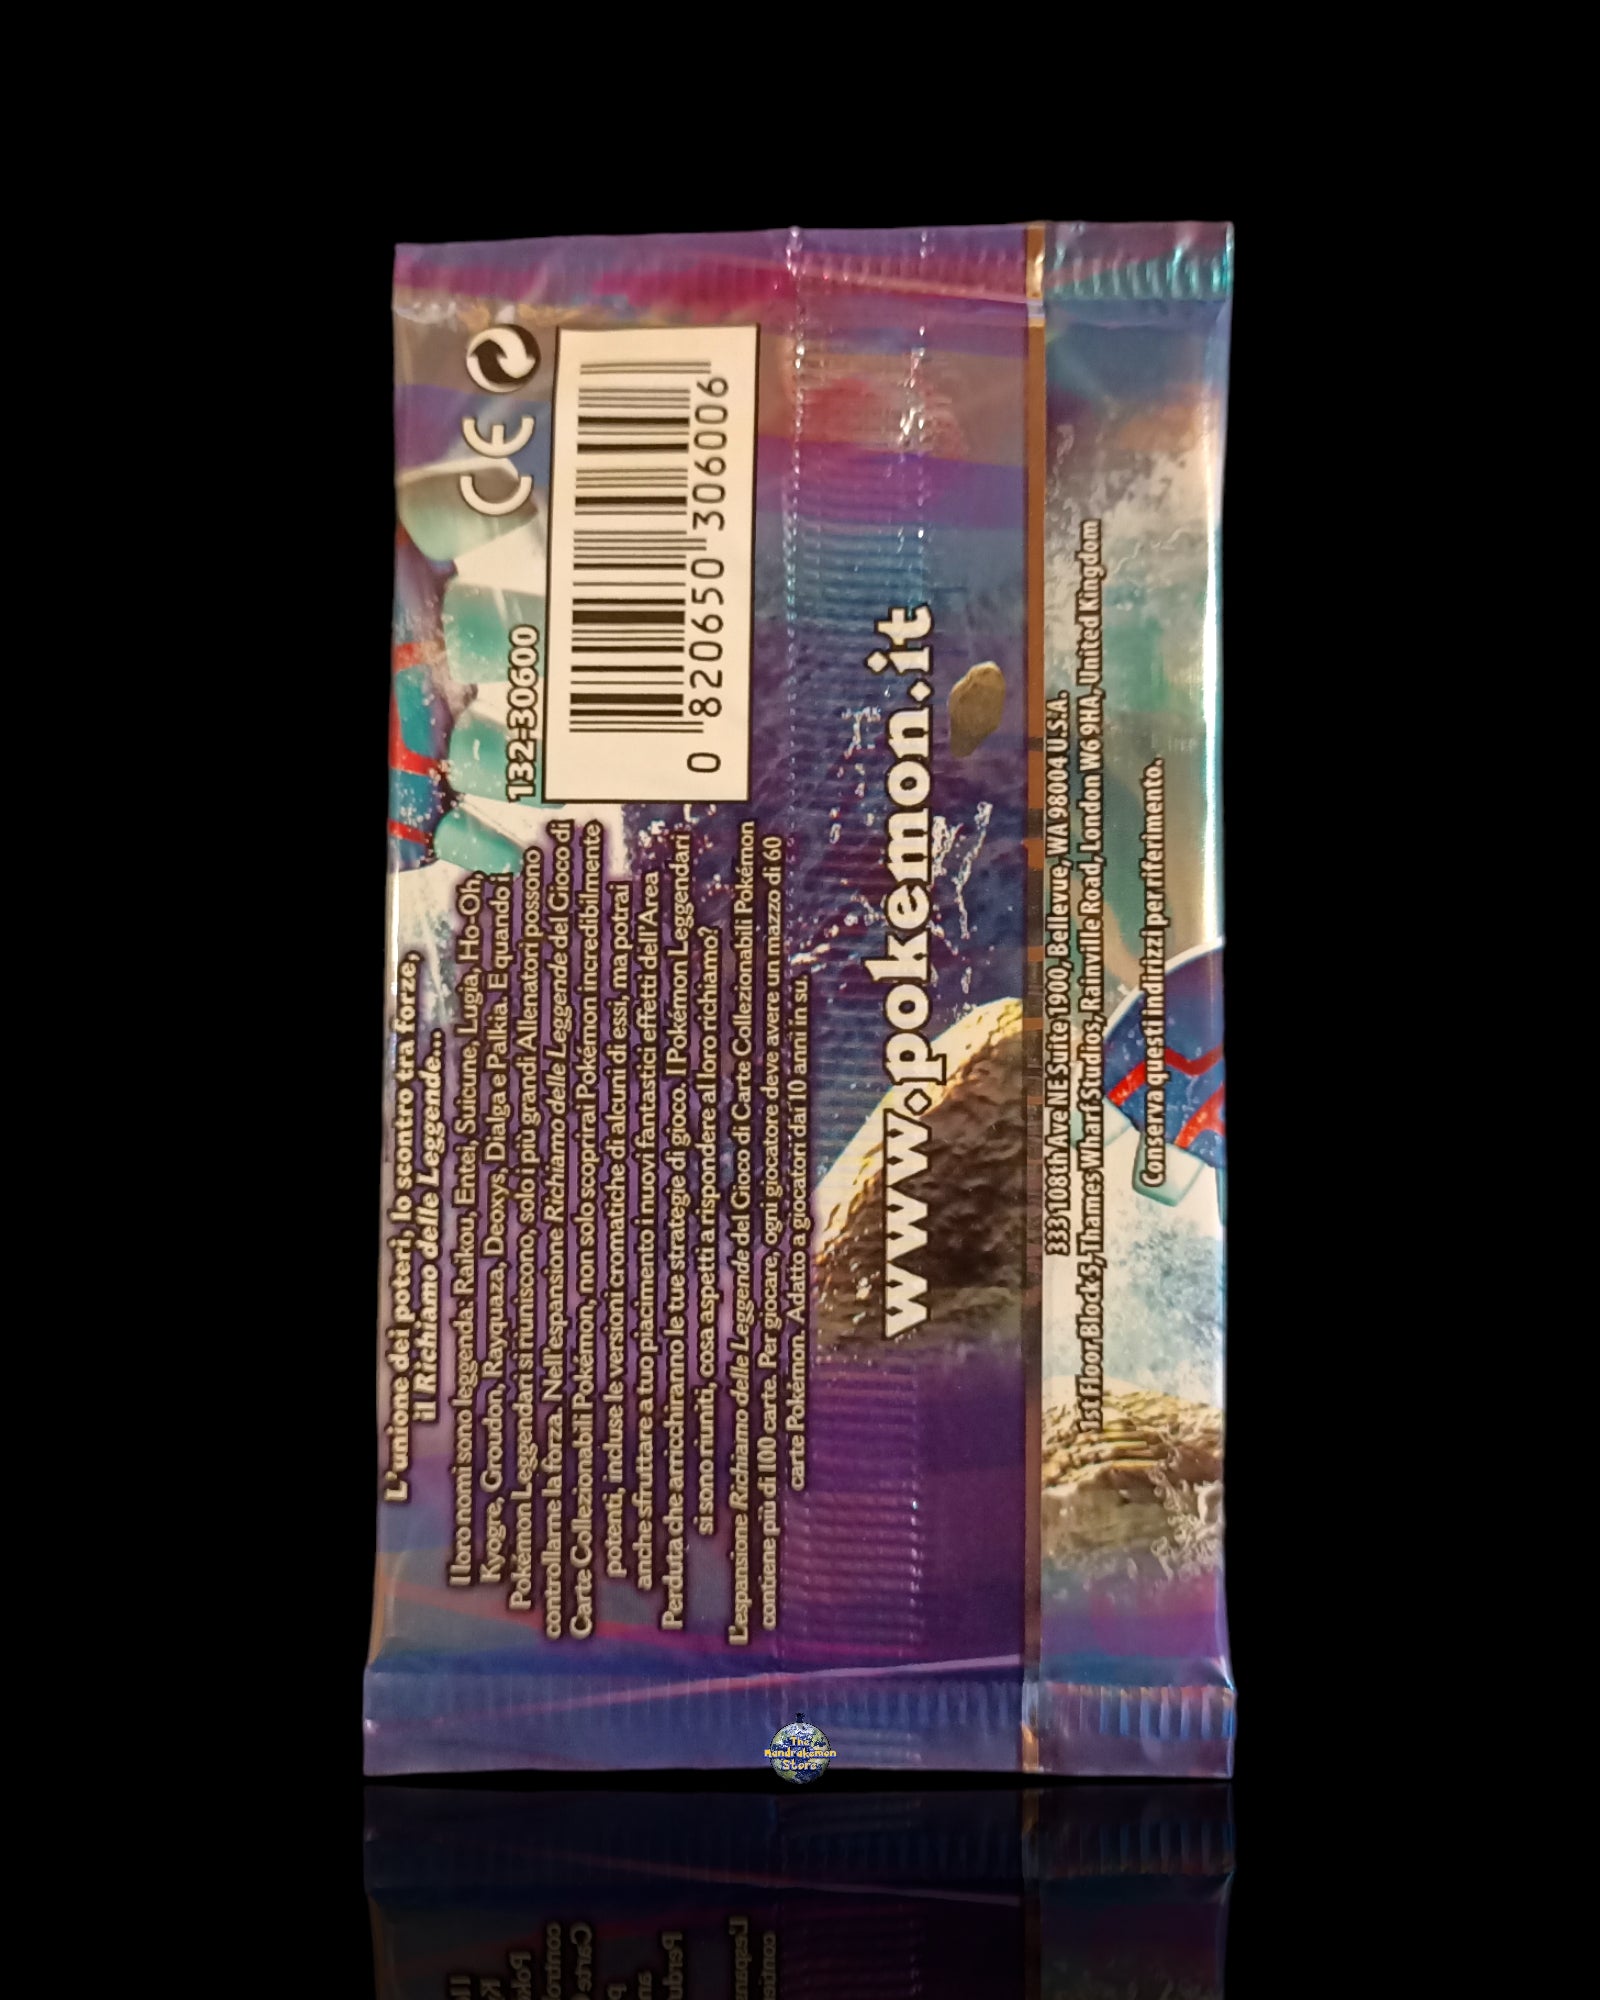 L'unione dei poteri, lo scontro tra forze,
il Richiamo delle Leggende...
I loro nomi sono leggenda: Raikou, Entei, Suicune, Lugia, Ho-Oh,
Kyogre, Groudon, Rayquaza, Deoxys, Dialga e Palkia. E quando i
Pokémon Leggendari si riuniscono, solo i più grandi Allenatori possono
controllarne la forza. Nell'espansione Richiamo delle Leggende del Gioco di
Carte Collezionabili Pokémon, non solo scoprirai Pokémon incredibilmente
potenti, incluse le versioni cromatiche di alcuni di essi, ma potrai
anche sfruttare a tuo piacimento i nuovi fantastici effetti dell'Area
Perduta che arricchiranno le tue strategie di gioco. I Pokémon Leggendari
si sono riuniti, cosa aspetti a rispondere al loro richiamo?
L'espansione Richiamo delle Leggende del Gioco di Carte Collezionabili Pokémon
contiene più di 100 carte. Per giocare, ogni giocatore deve avere un mazzo di 60
carte Pokémon. Adatto a giocatori dai 10 anni in su.
132-30600
CE
0 820650 306006
www.pokemon.it
333 108th Ave NE Suite 1900, Bellevue, WA 98004 U.S.A.
1st Floor Block 5, Thames Wharf Studios, Rainville Road, London W6 9HA, United Kingdom
Conserva questi indirizzi per riferimento.
The
Mandrakemon
Store